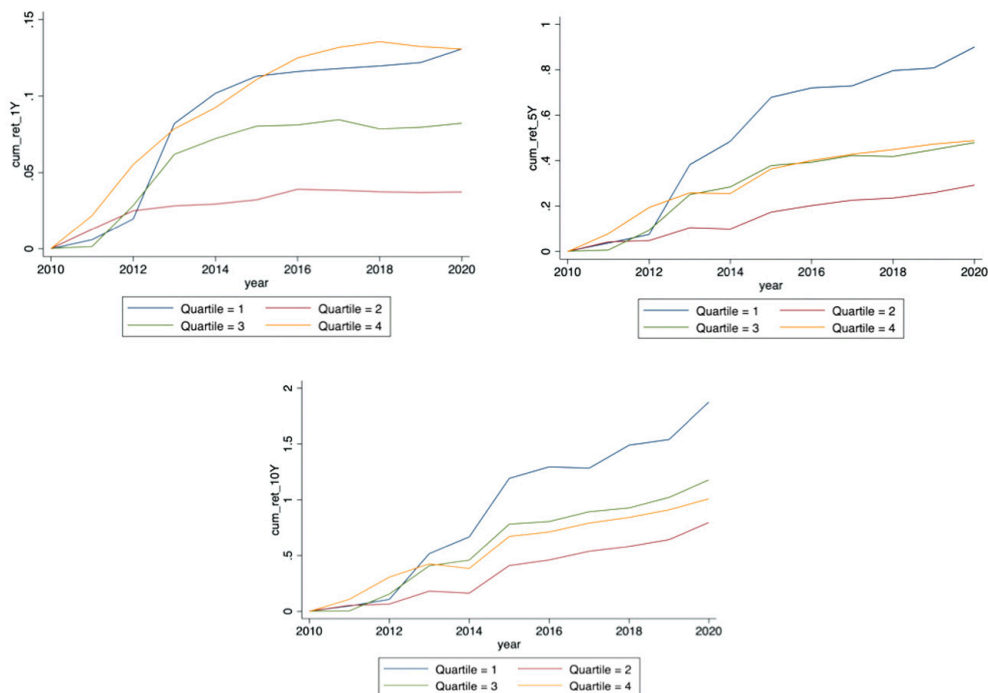 cum_ret_1Y
.15
.1
.05
0
2010 2012 2014 2016 2018 2020
year
Quartile = 1 Quartile = 2
Quartile = 3 Quartile = 4
cum_ret_5Y
1
.8
.6
.4
.2
0
2010 2012 2014 2016 2018 2020
year
Quartile = 1 Quartile = 2
Quartile = 3 Quartile = 4
cum_ret_10Y
2
1.5
1
.5
0
2010 2012 2014 2016 2018 2020
year
Quartile = 1 Quartile = 2
Quartile = 3 Quartile = 4